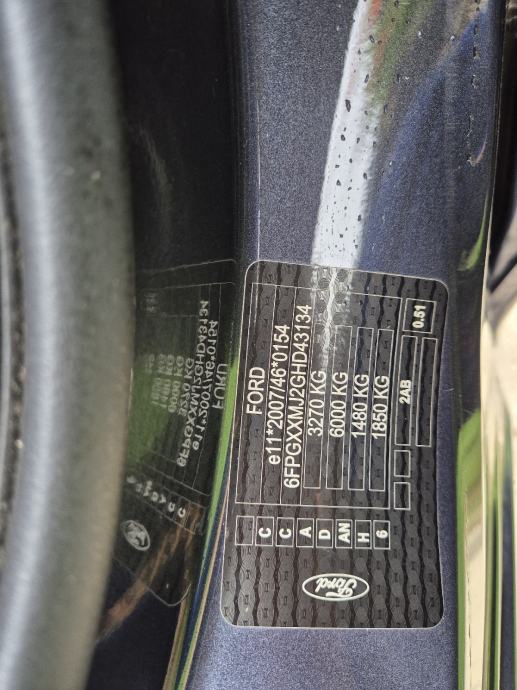 FORD
e11*2007/46*0154
6FPGXXMJ2GHD43134
3270 KG
6000 KG
1480 KG
1850 KG
2AB
0.51
C
C
A
D
AN
H
6
Ford